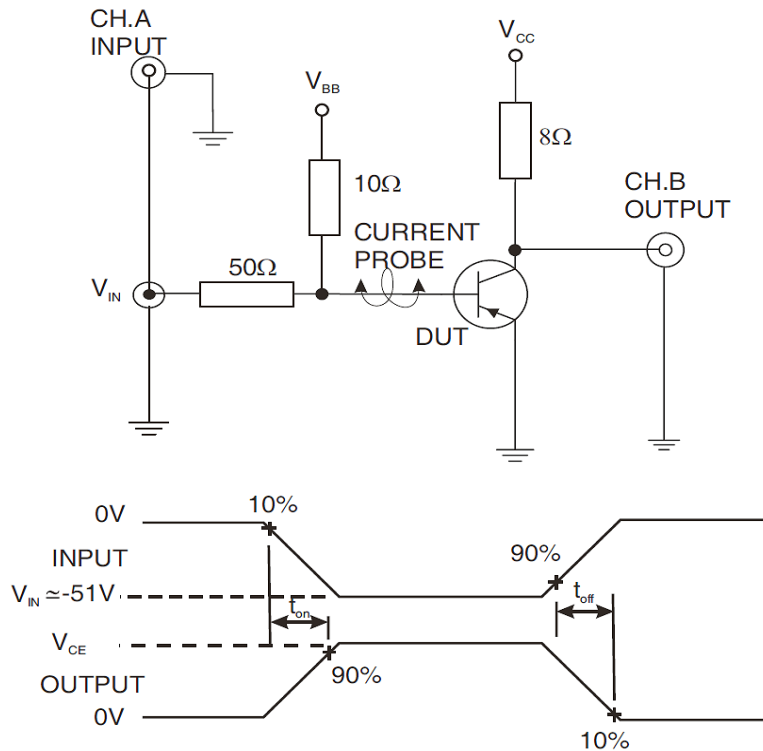 CH.A
INPUT
V_CC
V_BB
8Ω
10Ω
CH.B
OUTPUT
CURRENT
PROBE
50Ω
V_IN
DUT
0V
10%
INPUT
90%
V_IN ≃-51V
t_on
t_off
V_CE
90%
OUTPUT
0V
10%